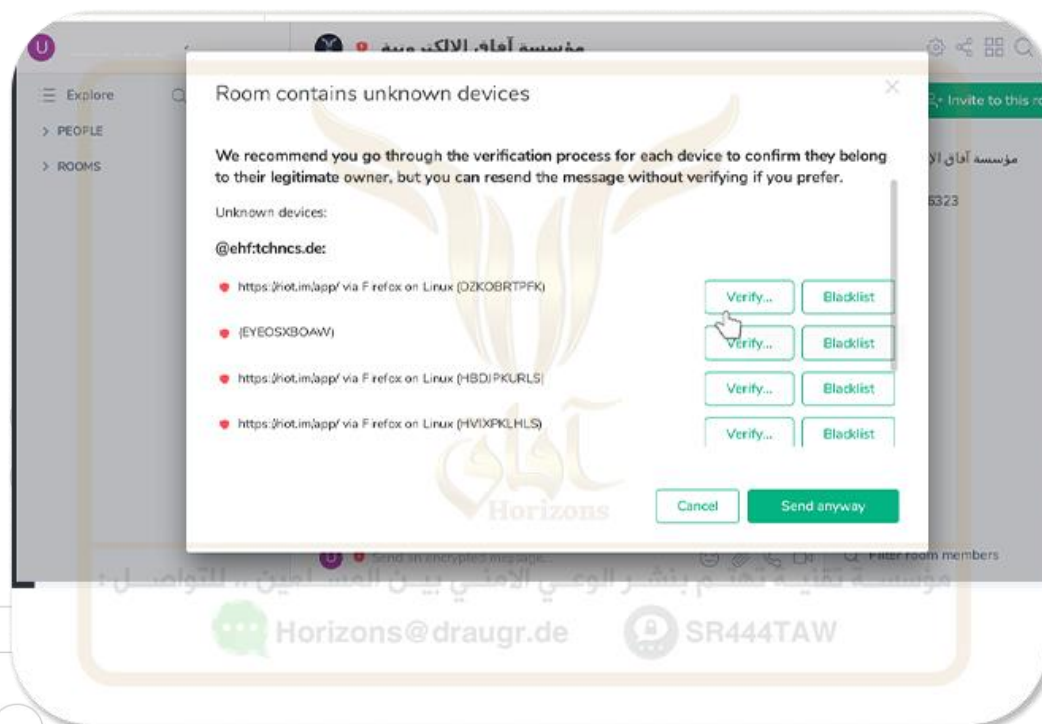 U
مؤسسة آفاق الالكترونية
Explore
Invite to this ro
PEOPLE
ROOMS
مؤسسة آفاق الا
6323
Room contains unknown devices
We recommend you go through the verification process for each device to confirm they belong
to their legitimate owner, but you can resend the message without verifying if you prefer.
Unknown devices:
@ehf:tchncs.de:
https://riot.im/app/ via Firefox on Linux (OZKOBRTPFK)
Verify...
Blacklist
(EYEOSXBOAW)
Verify...
Blacklist
https://riot.im/app/ via Firefox on Linux (HBDJPKURLS)
Verify...
Blacklist
https://riot.im/app/ via Firefox on Linux (HVIXPKLHLS)
Verify...
Blacklist
آفاق
Horizons
Cancel
Send anyway
U
Send an encrypted message...
Filter room members
مؤسسة تقنية تهتم بنشر الوعي الأمني بين المسلمين .. للتواصل :
Horizons@draugr.de
SR444TAW